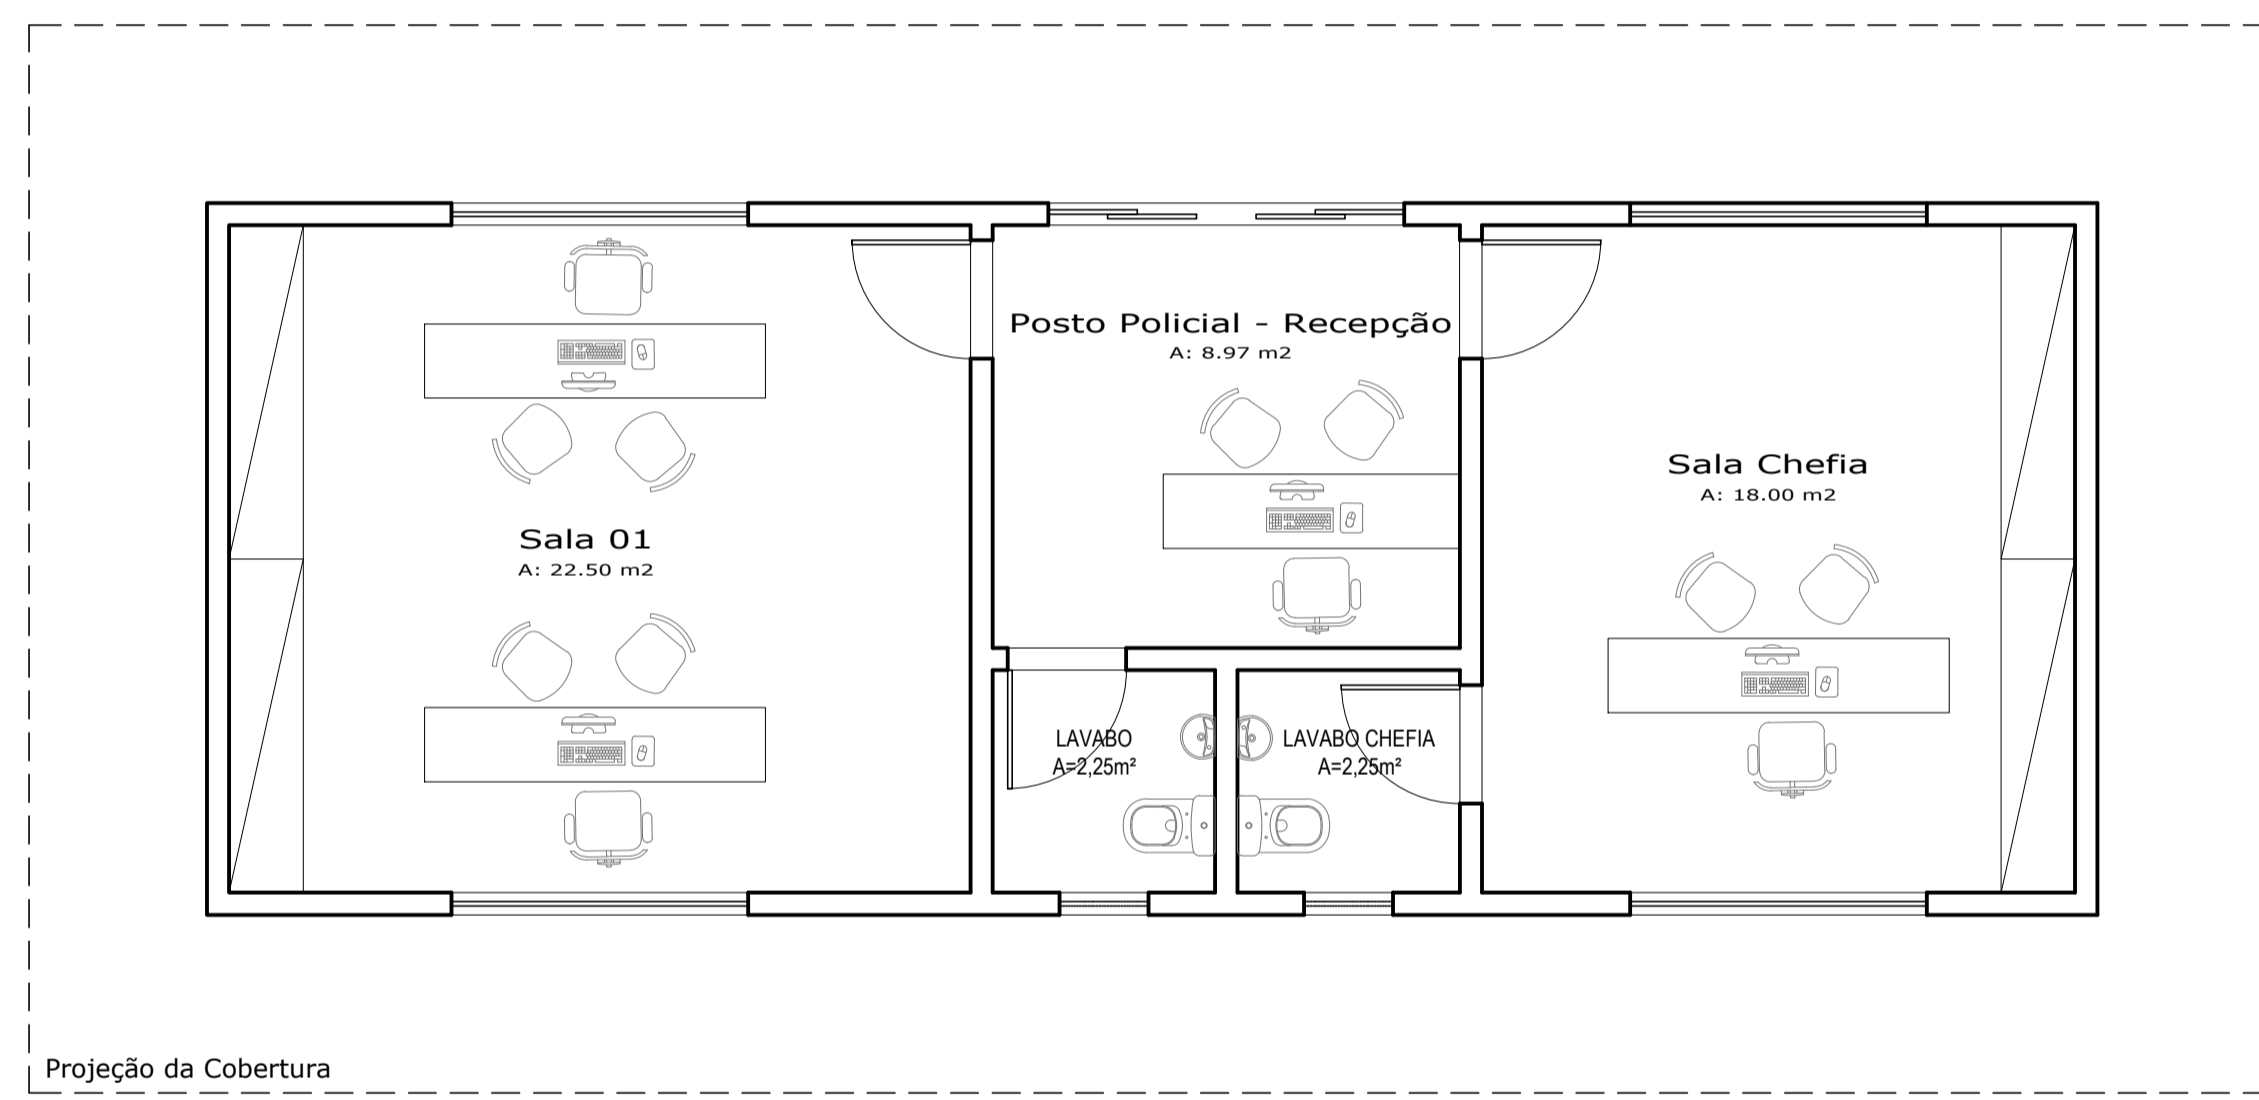 Posto Policial - Recepção
A: 8.97 m2
Sala Chefia
A: 18.00 m2
Sala 01
A: 22.50 m2
LAVABO
A=2,25m²
LAVABO CHEFIA
A=2,25m²
Projeção da Cobertura